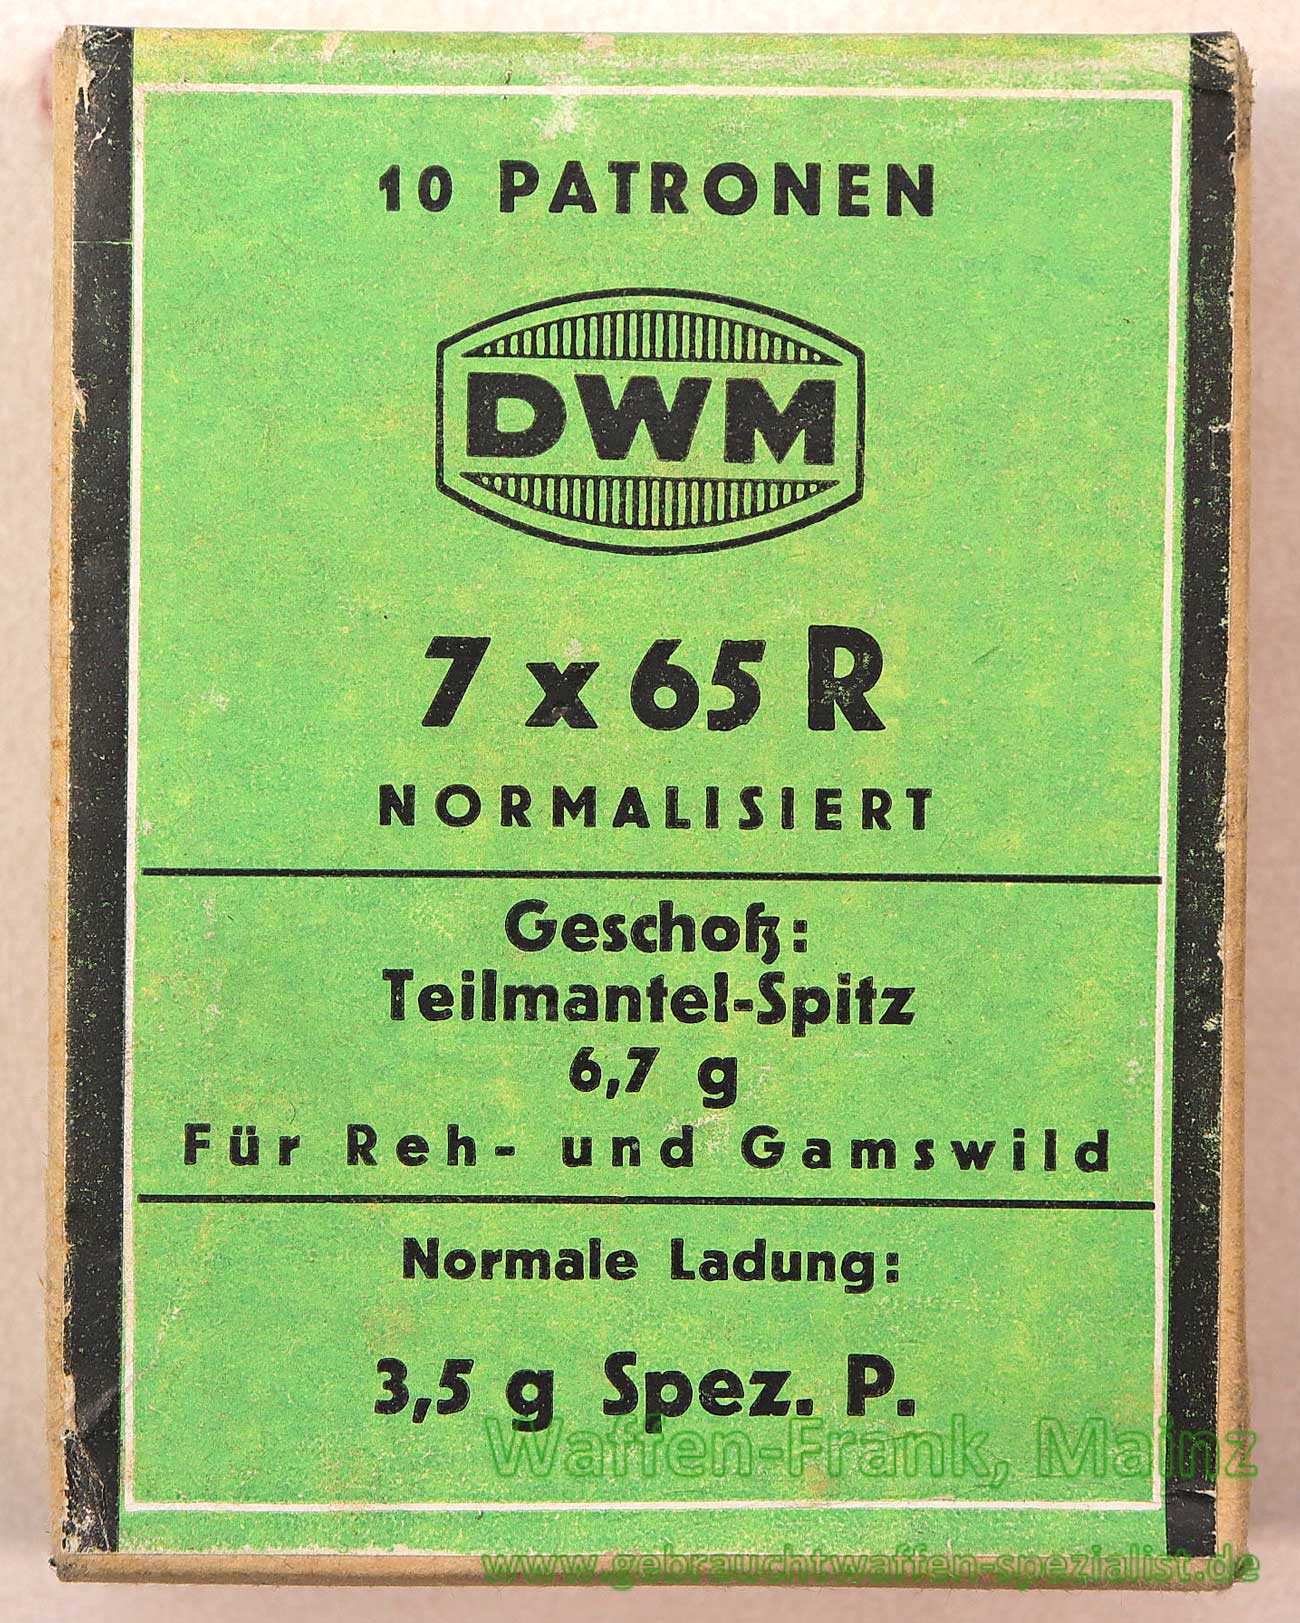 10 PATRONEN
DWM
7 x 65 R
NORMALISIERT
Geschoß:
Teilmantel-Spitz
6,7 g
Für Reh- und Gamswild
Normale Ladung:
3,5 g Spez. P.
Waffen-Frank, Mainz
www.gebrauchtwaffen-spezialist.de